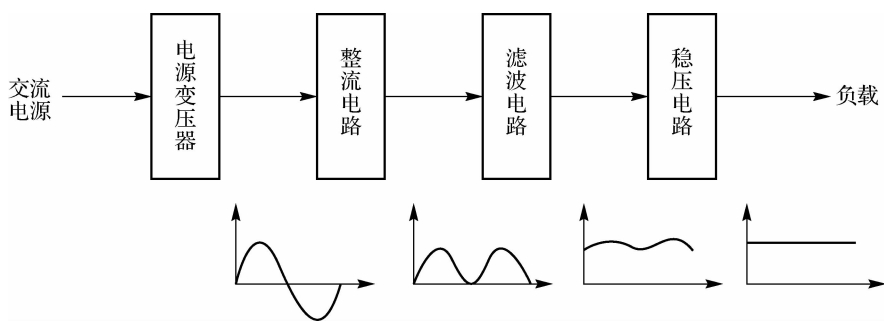 交流
电源
电源变压器
整流电路
滤波电路
稳压电路
负载